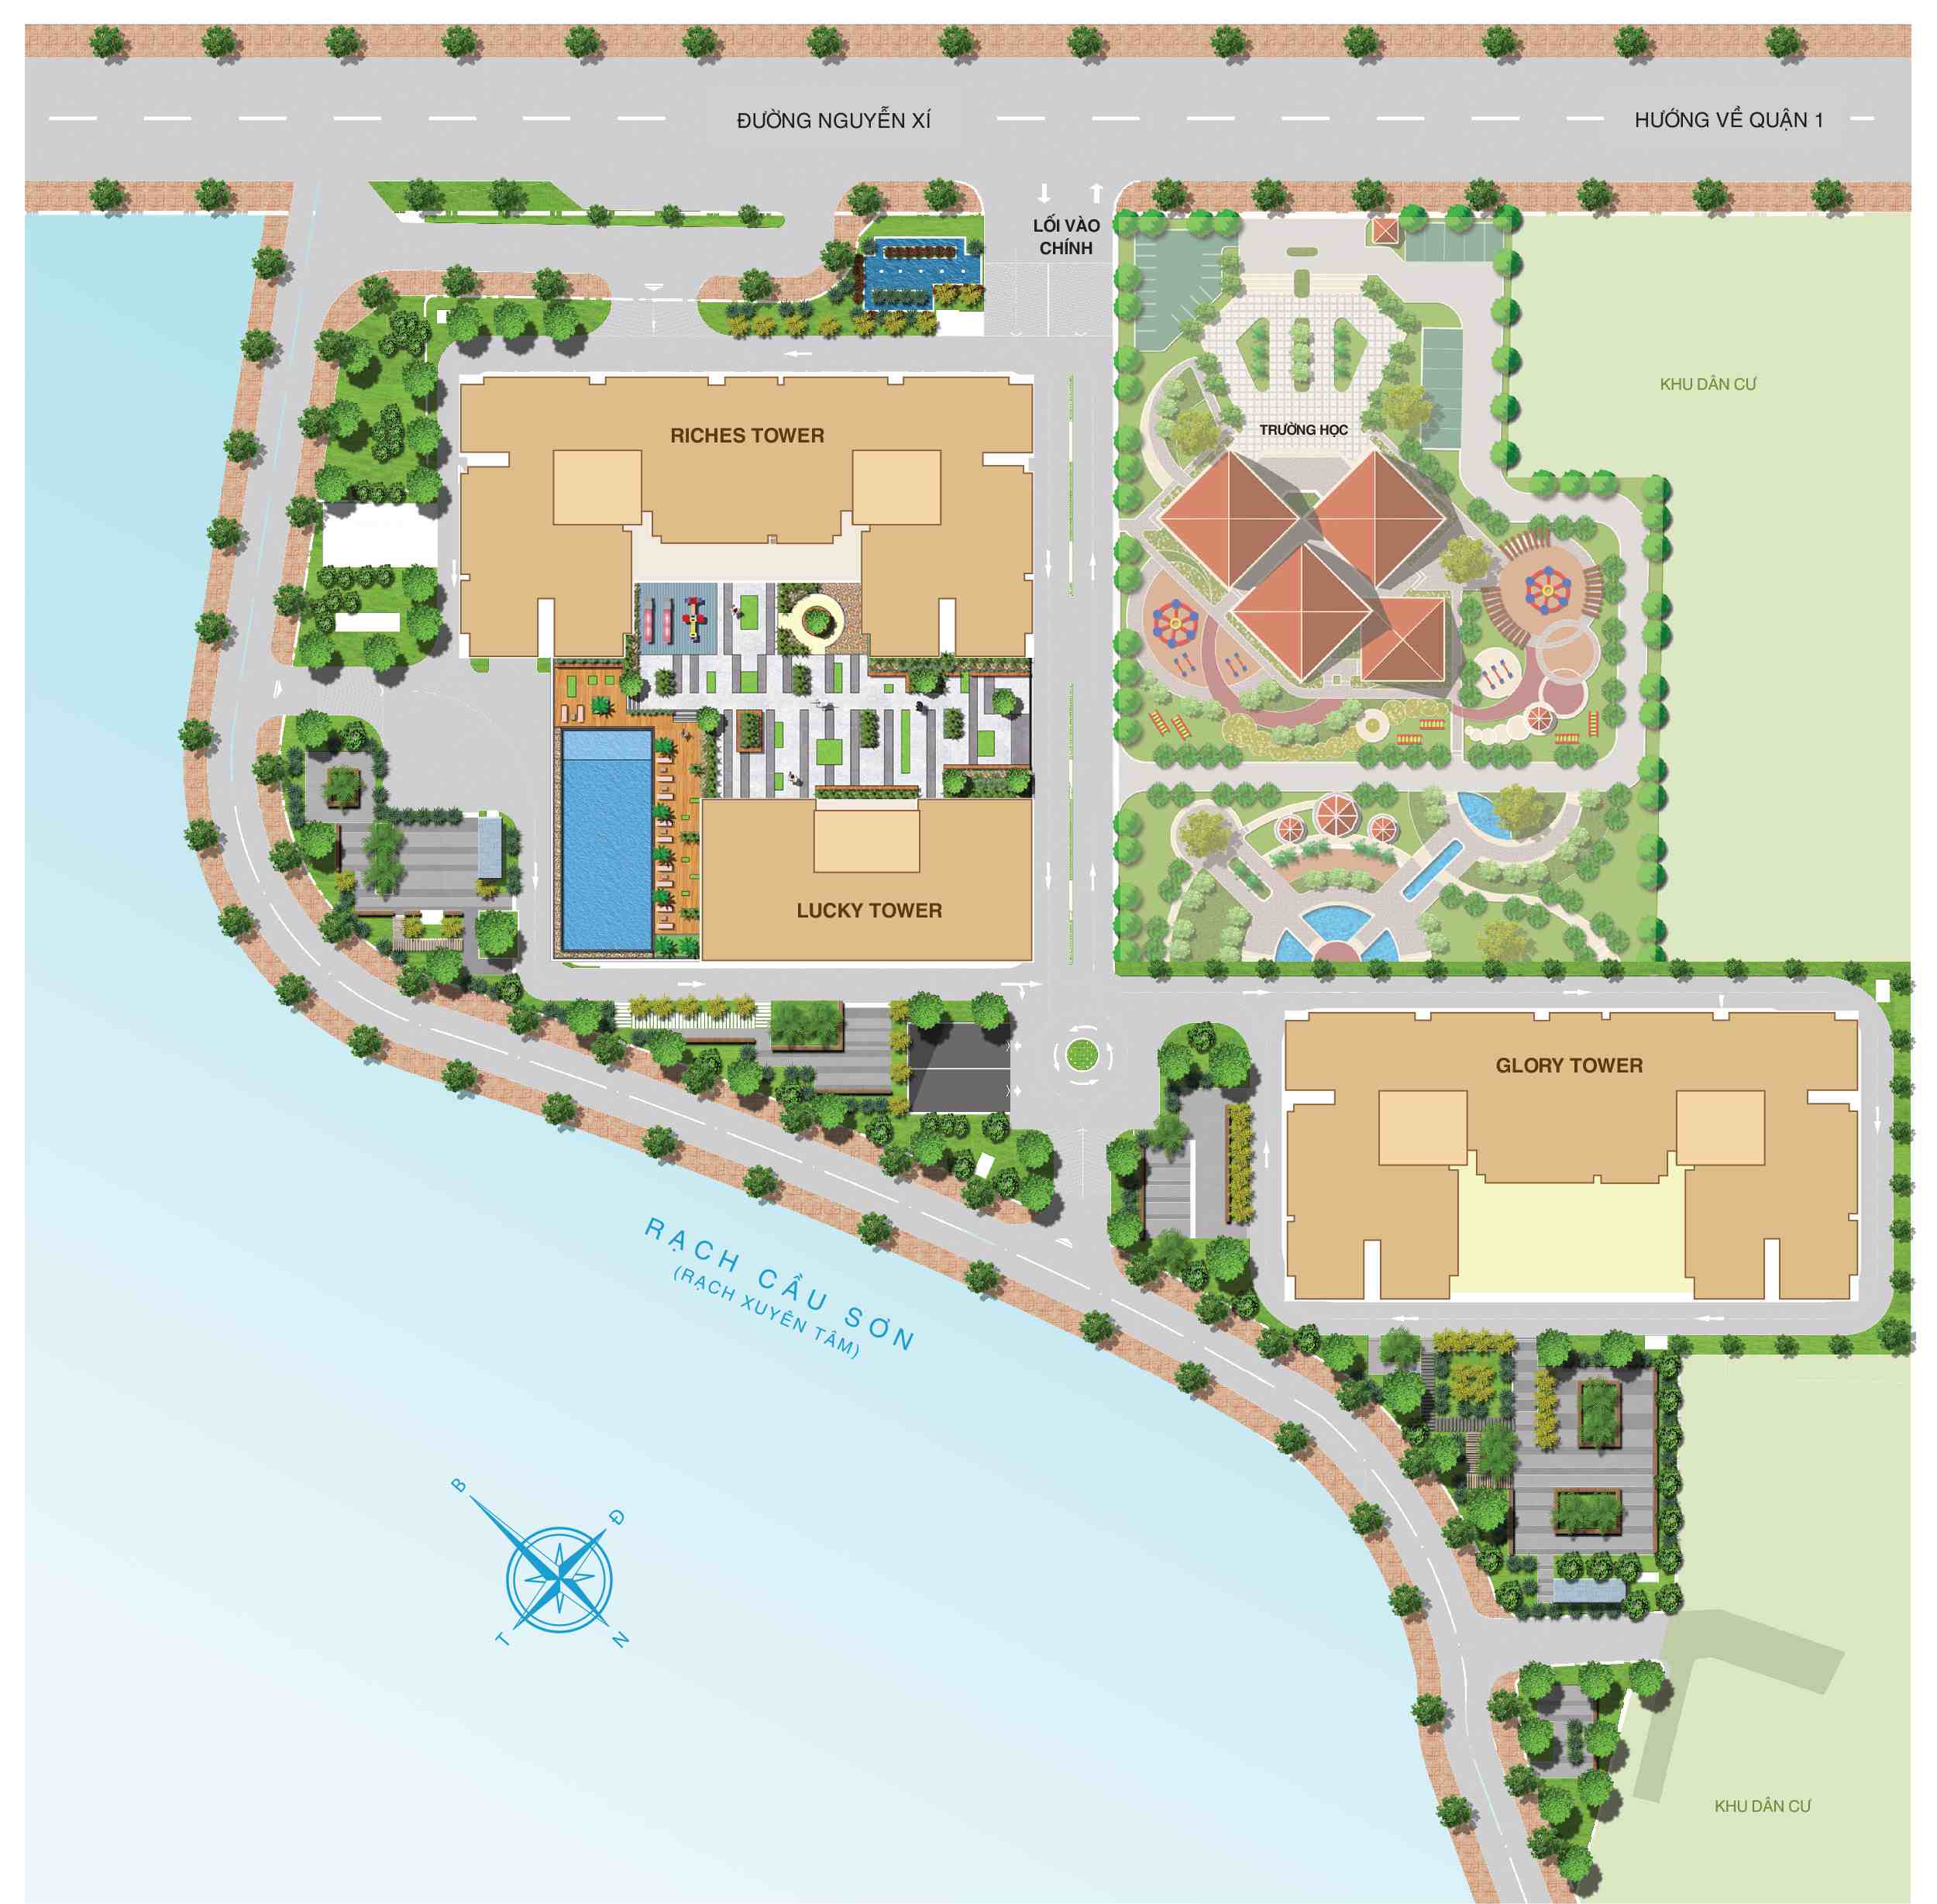 ĐƯỜNG NGUYỄN XÍ
HƯỚNG VỀ QUẬN 1
LỐI VÀO
CHÍNH
KHU DÂN CƯ
RICHES TOWER
TRƯỜNG HỌC
LUCKY TOWER
GLORY TOWER
RẠCH CẦU SƠN
(RẠCH XUYÊN TÂM)
B
Đ
T
N
KHU DÂN CƯ